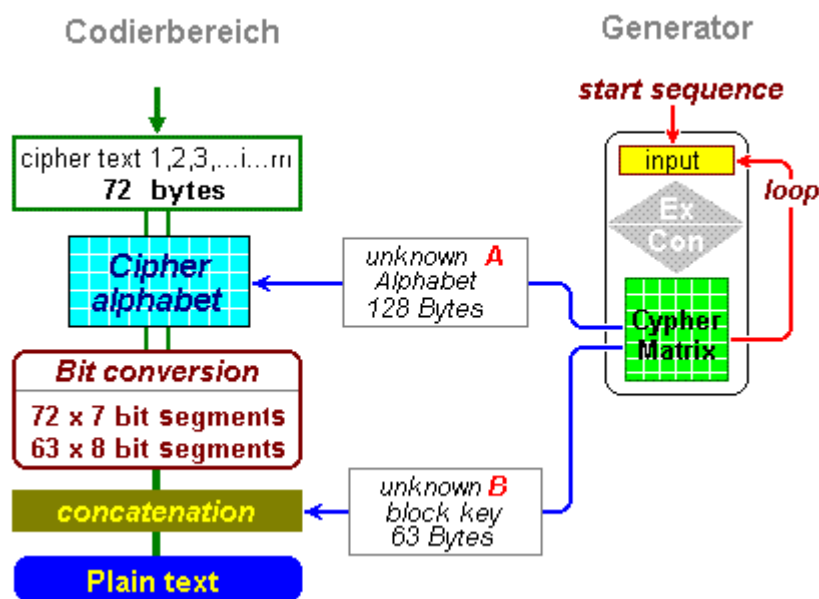 Codierbereich
Generator
start sequence
cipher text 1,2,3,...i...m
72 bytes
input
loop
Ex
Con
Cipher
alphabet
unknown A
Alphabet
128 Bytes
Cypher
Matrix
Bit conversion
72 x 7 bit segments
63 x 8 bit segments
unknown B
block key
63 Bytes
concatenation
Plain text